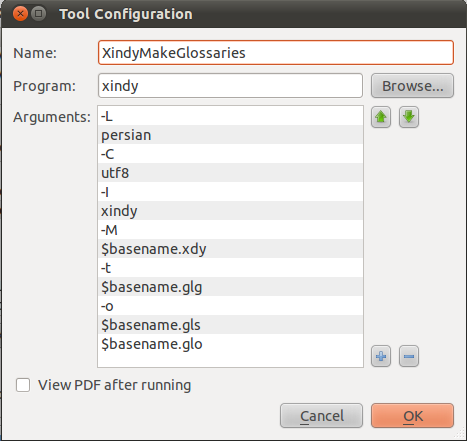 Tool Configuration
Name: XindyMakeGlossaries
Program: xindy Browse...
Arguments: -L
persian
-C
utf8
-I
xindy
-M
$basename.xdy
-t
$basename.glg
-o
$basename.gls
$basename.glo
View PDF after running
Cancel OK